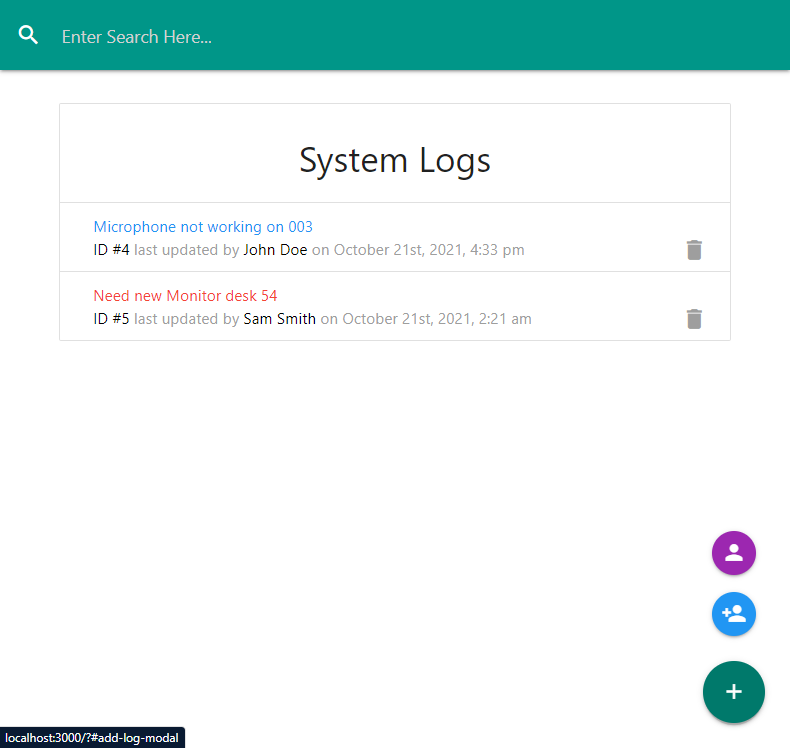 Enter Search Here...
System Logs
Microphone not working on 003
ID #4 last updated by John Doe on October 21st, 2021, 4:33 pm
Need new Monitor desk 54
ID #5 last updated by Sam Smith on October 21st, 2021, 2:21 am
localhost:3000/?#add-log-modal